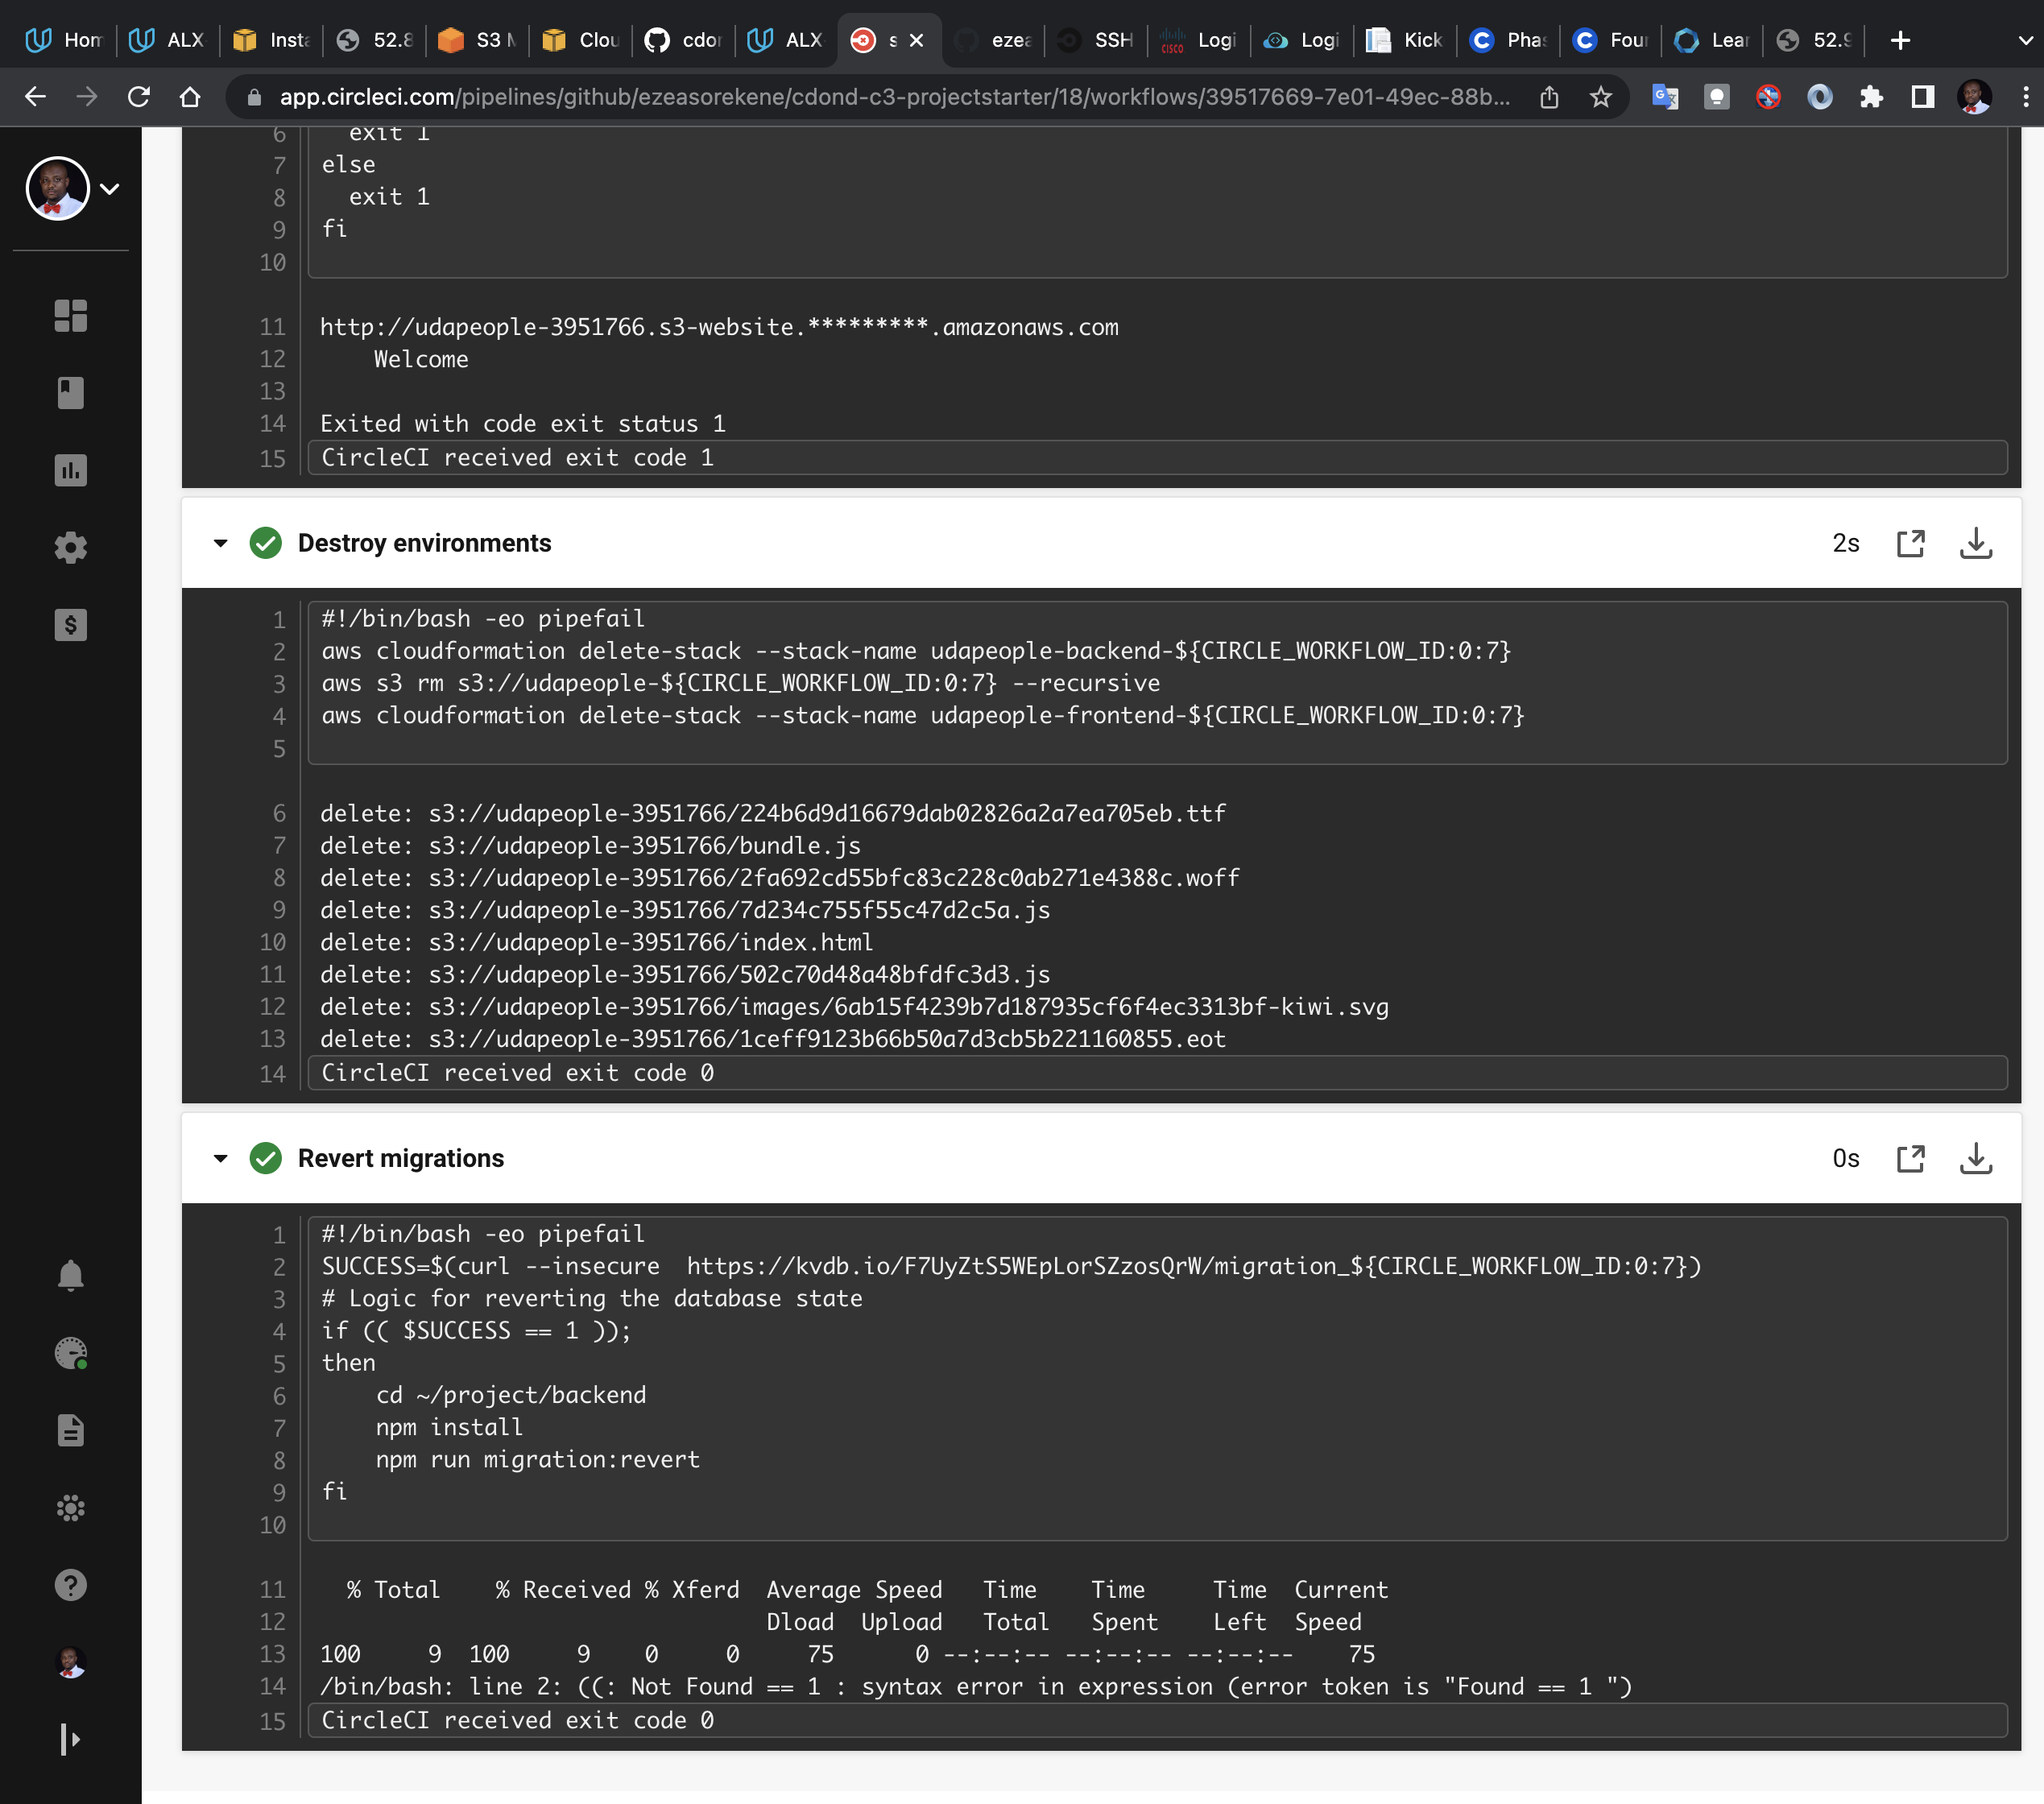 Hom
ALX
Insta
52.8
S3 M
Clou
cdon
ALX
s
ezea
SSH
Logi
Logi
Kick
Phas
Foun
Lear
52.9
app.circleci.com/pipelines/github/ezeasorekene/cdond-c3-projectstarter/18/workflows/39517669-7e01-49ec-88b...
6 exit 1
7 else
8 exit 1
9 fi
10
11 http://udapeople-3951766.s3-website.*********.amazonaws.com
12 Welcome
13
14 Exited with code exit status 1
15 CircleCI received exit code 1
Destroy environments 2s
1 #!/bin/bash -eo pipefail
2 aws cloudformation delete-stack --stack-name udapeople-backend-${CIRCLE_WORKFLOW_ID:0:7}
3 aws s3 rm s3://udapeople-${CIRCLE_WORKFLOW_ID:0:7} --recursive
4 aws cloudformation delete-stack --stack-name udapeople-frontend-${CIRCLE_WORKFLOW_ID:0:7}
5
6 delete: s3://udapeople-3951766/224b6d9d16679dab02826a2a7ea705eb.ttf
7 delete: s3://udapeople-3951766/bundle.js
8 delete: s3://udapeople-3951766/2fa692cd55bfc83c228c0ab271e4388c.woff
9 delete: s3://udapeople-3951766/7d234c755f55c47d2c5a.js
10 delete: s3://udapeople-3951766/index.html
11 delete: s3://udapeople-3951766/502c70d48a48bfdfc3d3.js
12 delete: s3://udapeople-3951766/images/6ab15f4239b7d187935cf6f4ec3313bf-kiwi.svg
13 delete: s3://udapeople-3951766/1ceff9123b66b50a7d3cb5b221160855.eot
14 CircleCI received exit code 0
Revert migrations 0s
1 #!/bin/bash -eo pipefail
2 SUCCESS=$(curl --insecure  https://kvdb.io/F7UyZtS5WEpLorSZzosQrW/migration_${CIRCLE_WORKFLOW_ID:0:7})
3 # Logic for reverting the database state
4 if (( $SUCCESS == 1 ));
5 then
6 cd ~/project/backend
7 npm install
8 npm run migration:revert
9 fi
10
11 % Total % Received % Xferd Average Speed Time Time Time Current
12 Dload Upload Total Spent Left Speed
13 100 9 100 9 0 0 75 0 --:--:-- --:--:-- --:--:-- 75
14 /bin/bash: line 2: ((: Not Found == 1 : syntax error in expression (error token is "Found == 1 ")
15 CircleCI received exit code 0